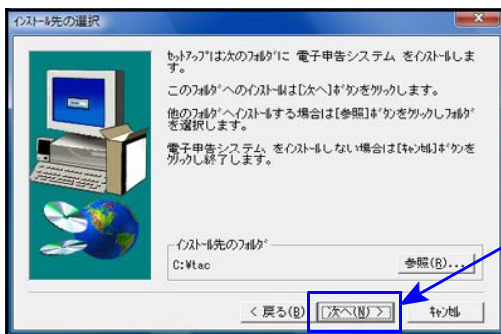 インストール先の選択
セットアップは次のフォルダに 電子申告システム をインストールしま
す。
このフォルダへのインストールは[次へ]ボタンをクリックします。
他のフォルダへインストールする場合は[参照]ボタンをクリックしフォルダ
を選択します。
電子申告システム をインストールしない場合は[キャンセル]ボタンを
クリックし終了します。
インストール先のフォルダ
C:¥tac
参照(R)...
< 戻る(B)
次へ(N) >
キャンセル